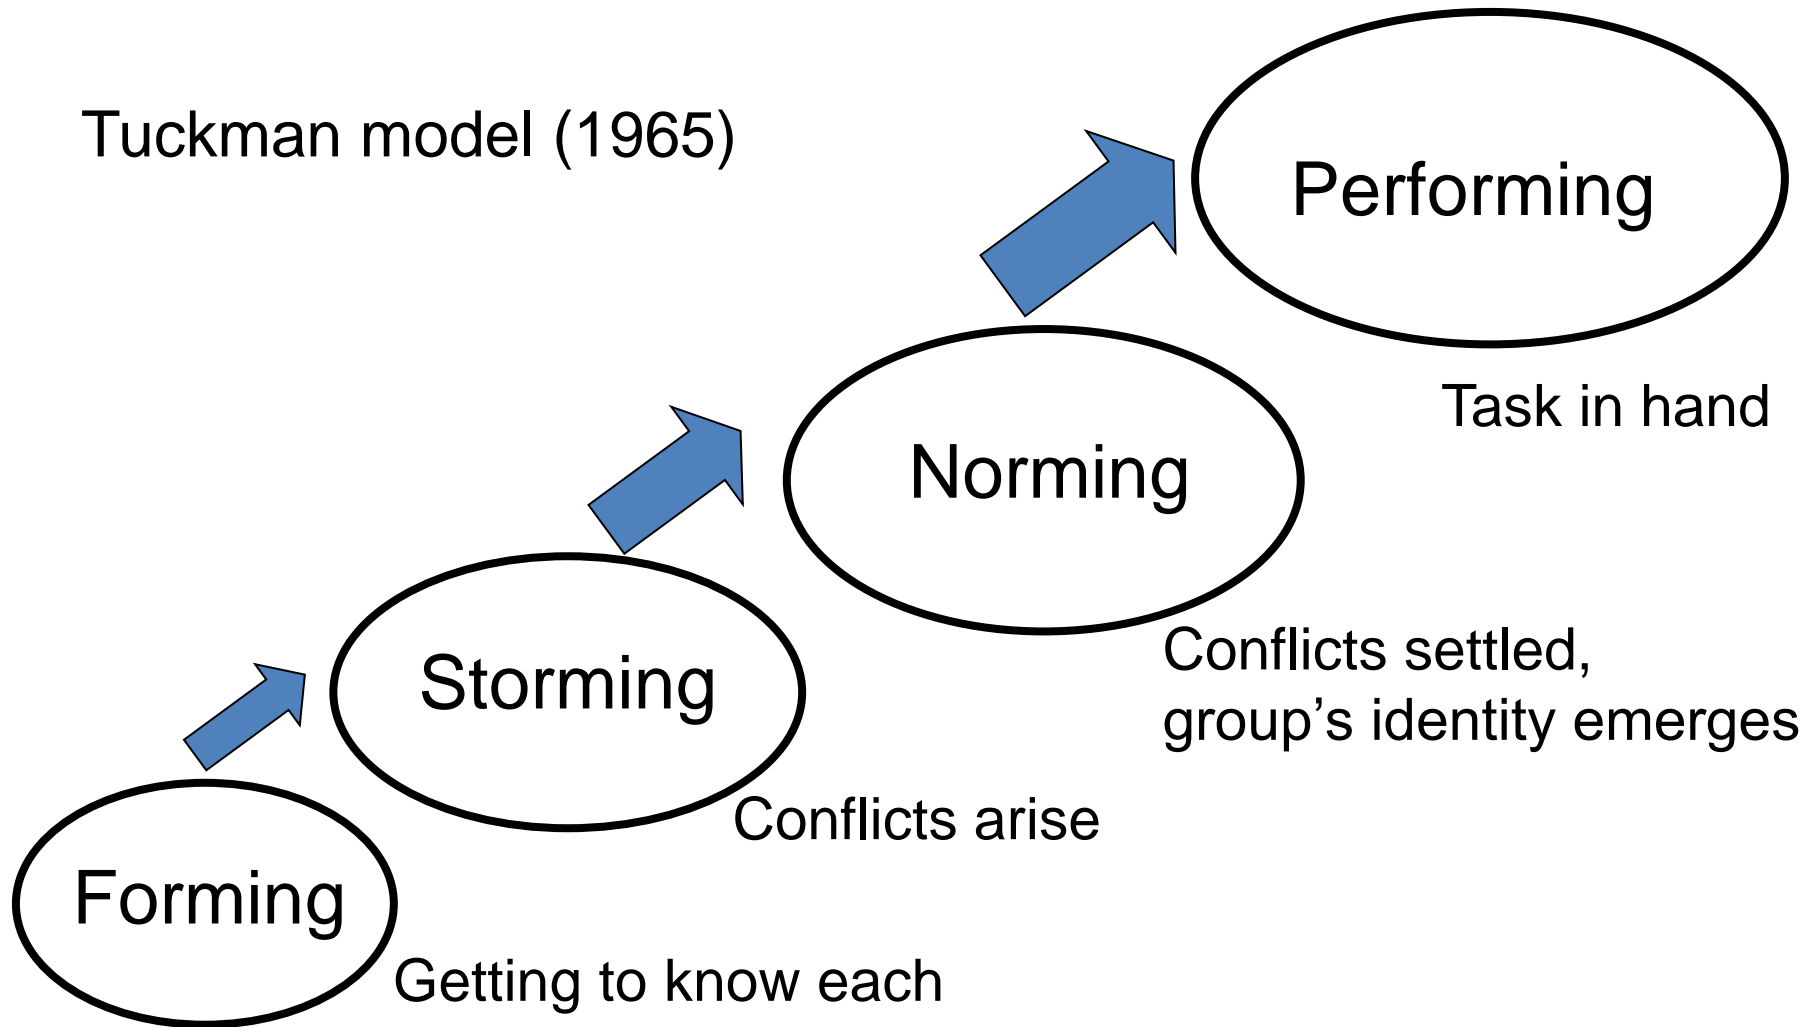 Tuckman model (1965)
Performing
Task in hand
Norming
Conflicts settled,
group’s identity emerges
Storming
Conflicts arise
Forming
Getting to know each